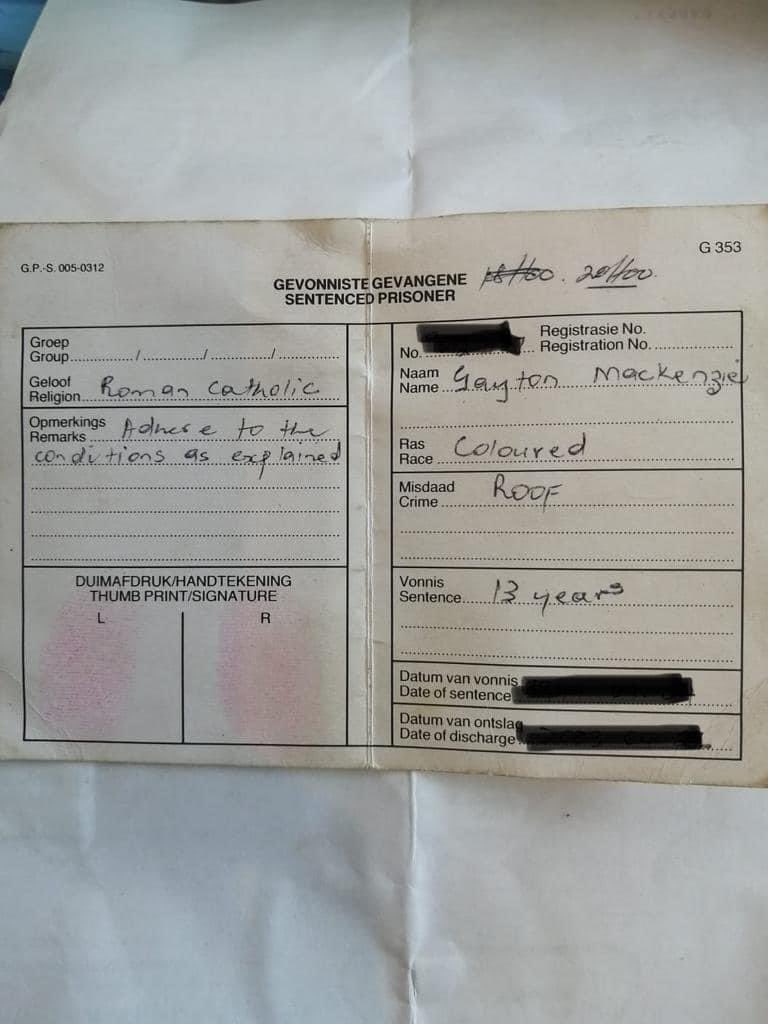 G.P.-S. 005-0312
G 353
GEVONNISTE GEVANGENE
SENTENCED PRISONER
20/100
Groep
Group ........../........../........../..........
Geloof
Religion Roman Catholic
Opmerkings
Remarks Adhere to the
conditions as explained
DUIMAFDRUK/HANDTEKENING
THUMB PRINT/SIGNATURE
L R
No. Registrasie No.
Registration No.
Naam
Name Gayton Mackenzie
Ras
Race Coloured
Misdaad
Crime ROOF
Vonnis
Sentence 13 years
Datum van vonnis
Date of sentence
Datum van ontslag
Date of discharge